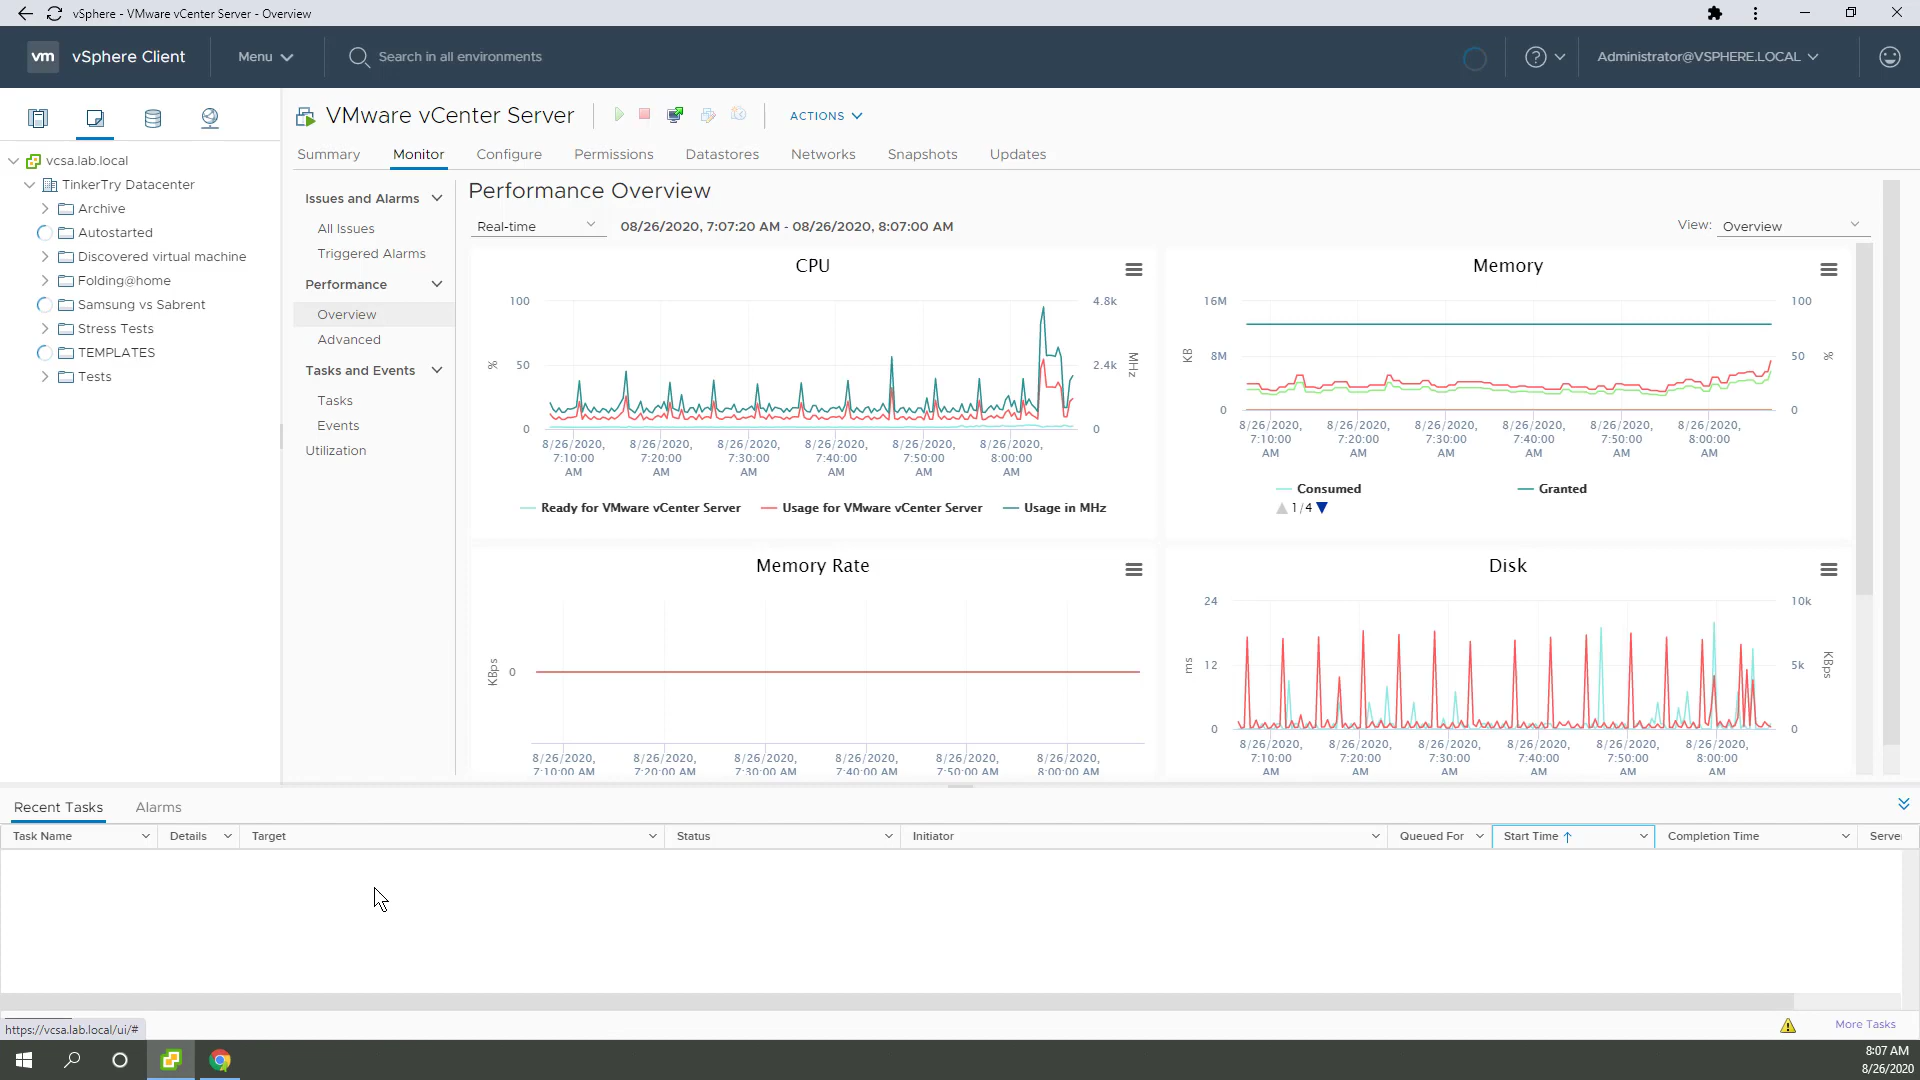 vSphere - VMware vCenter Server - Overview
vm vSphere Client Menu Search in all environments Administrator@VSPHERE.LOCAL
VMware vCenter Server ACTIONS
Summary Monitor Configure Permissions Datastores Networks Snapshots Updates
vcsa.lab.local
TinkerTry Datacenter
Archive
Autostarted
Discovered virtual machine
Folding@home
Samsung vs Sabrent
Stress Tests
TEMPLATES
Tests
Issues and Alarms
All Issues
Triggered Alarms
Performance
Overview
Advanced
Tasks and Events
Tasks
Events
Utilization
Performance Overview
Real-time 08/26/2020, 7:07:20 AM - 08/26/2020, 8:07:00 AM View: Overview
CPU
100 4.8k
% 50 2.4k MHz
0 0
8/26/2020, 8/26/2020, 8/26/2020, 8/26/2020, 8/26/2020, 8/26/2020,
7:10:00 7:20:00 7:30:00 7:40:00 7:50:00 8:00:00
AM AM AM AM AM AM
Ready for VMware vCenter Server Usage for VMware vCenter Server Usage in MHz
Memory
16M 100
KB 8M 50 %
0 0
8/26/2020, 8/26/2020, 8/26/2020, 8/26/2020, 8/26/2020, 8/26/2020,
7:10:00 7:20:00 7:30:00 7:40:00 7:50:00 8:00:00
AM AM AM AM AM AM
Consumed Granted
1/4
Memory Rate
KBps 0
8/26/2020, 8/26/2020, 8/26/2020, 8/26/2020, 8/26/2020, 8/26/2020,
7:10:00 AM 7:20:00 AM 7:30:00 AM 7:40:00 AM 7:50:00 AM 8:00:00 AM
Disk
24 10k
ms 12 5k KBps
0 0
8/26/2020, 8/26/2020, 8/26/2020, 8/26/2020, 8/26/2020, 8/26/2020,
7:10:00 7:20:00 7:30:00 7:40:00 7:50:00 8:00:00
AM AM AM AM AM AM
Recent Tasks Alarms
Task Name Details Target Status Initiator Queued For Start Time ↑ Completion Time Serve
https://vcsa.lab.local/ui/# More Tasks
8:07 AM
8/26/2020